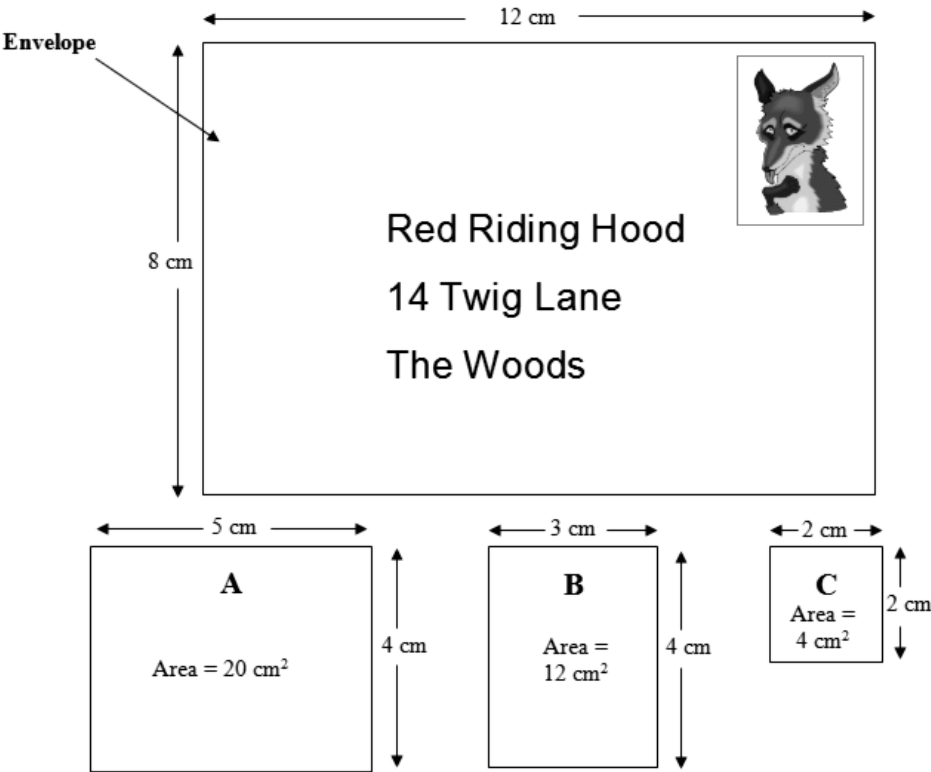 12 cm
Envelope
8 cm
Red Riding Hood
14 Twig Lane
The Woods
5 cm
3 cm
2 cm
A
Area = 20 cm²
4 cm
B
Area =
12 cm²
4 cm
C
Area =
4 cm²
2 cm